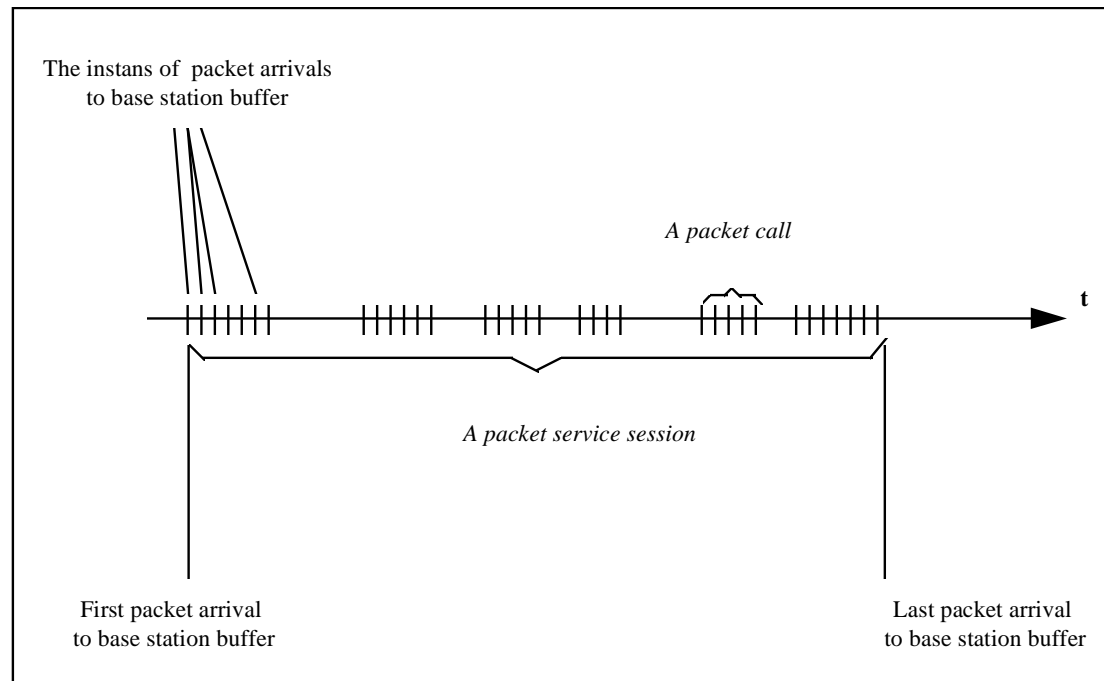 The instans of packet arrivals
to base station buffer
A packet call
t
A packet service session
First packet arrival
to base station buffer
Last packet arrival
to base station buffer